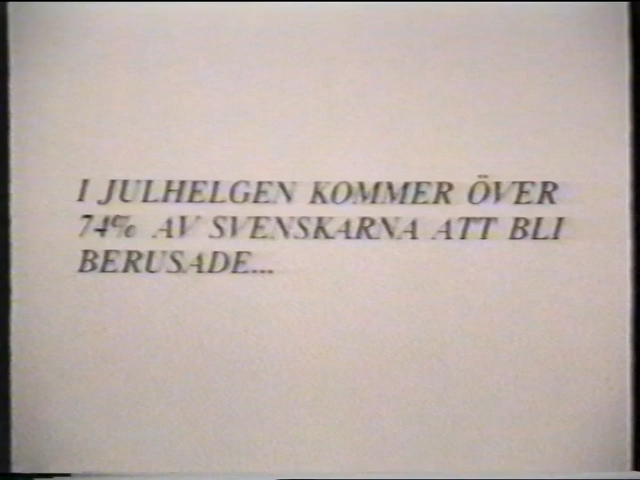 I JULHELGEN KOMMER ÖVER
74% AV SVENSKARNA ATT BLI
BERUSADE...